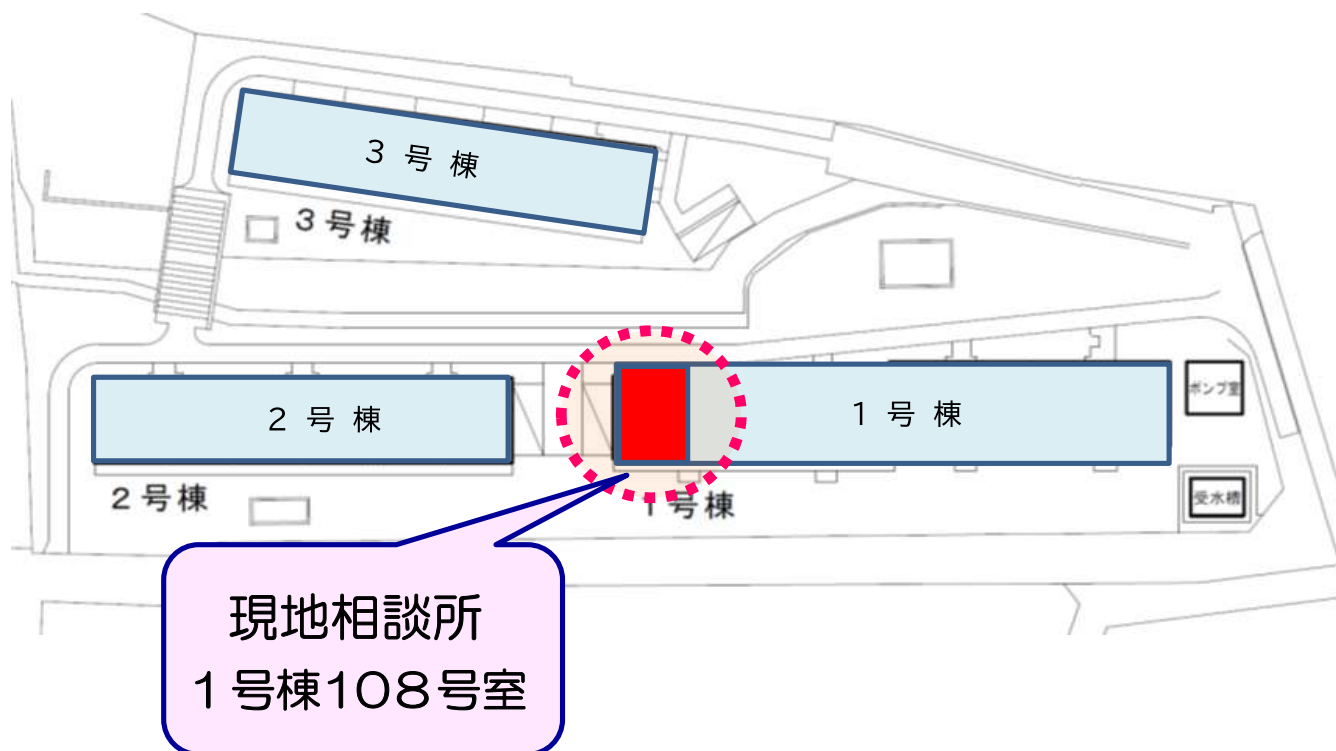 3 号 棟
3号棟
2 号 棟
1 号 棟
ポンプ室
2号棟
1号棟
受水槽
現地相談所
1号棟108号室